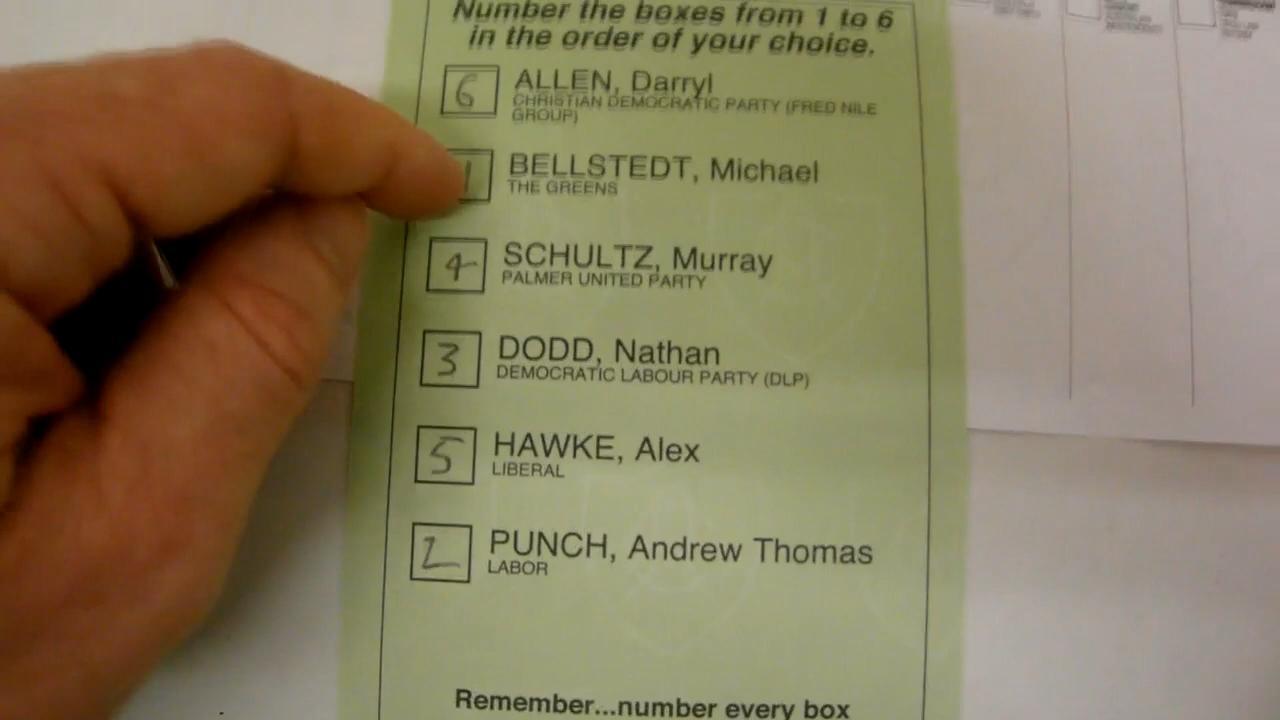 Number the boxes from 1 to 6
in the order of your choice.
6 ALLEN, Darryl
CHRISTIAN DEMOCRATIC PARTY (FRED NILE
GROUP)
1 BELLSTEDT, Michael
THE GREENS
4 SCHULTZ, Murray
PALMER UNITED PARTY
3 DODD, Nathan
DEMOCRATIC LABOUR PARTY (DLP)
5 HAWKE, Alex
LIBERAL
2 PUNCH, Andrew Thomas
LABOR
Remember...number every box